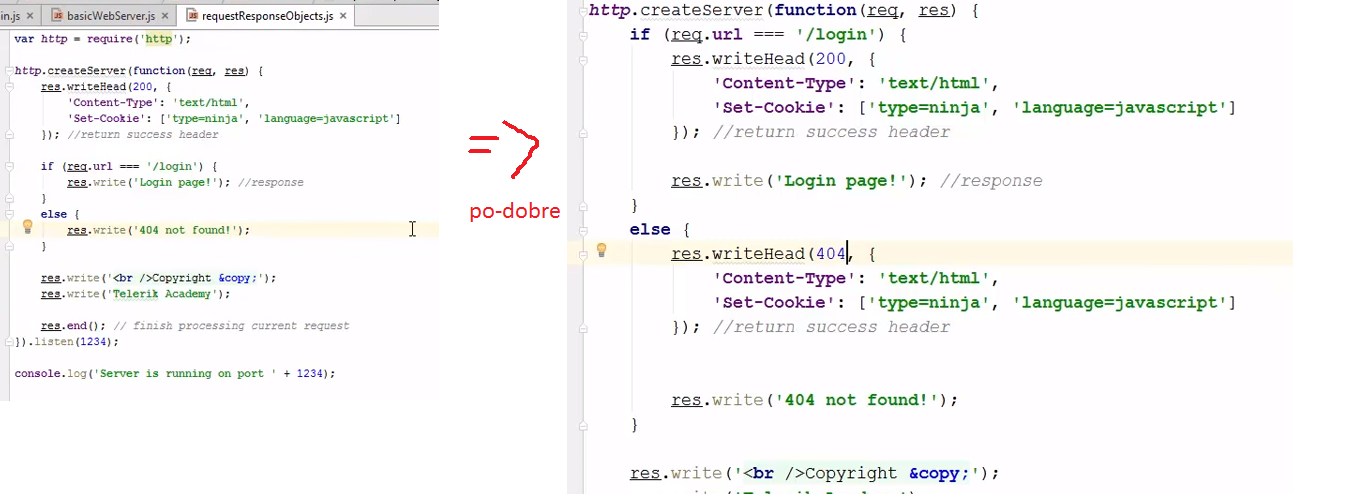 in.js × basicWebServer.js × requestResponseObjects.js ×
var http = require('http');
http.createServer(function(req, res) {
res.writeHead(200, {
'Content-Type': 'text/html',
'Set-Cookie': ['type=ninja', 'language=javascript']
}); //return success header
if (req.url === '/login') {
res.write('Login page!'); //response
}
else {
res.write('404 not found!');
}
res.write('<br />Copyright &copy;');
res.write('Telerik Academy');
res.end(); // finish processing current request
}).listen(1234);
console.log('Server is running on port ' + 1234);
=>
po-dobre
http.createServer(function(req, res) {
if (req.url === '/login') {
res.writeHead(200, {
'Content-Type': 'text/html',
'Set-Cookie': ['type=ninja', 'language=javascript']
}); //return success header
res.write('Login page!'); //response
}
else {
res.writeHead(404, {
'Content-Type': 'text/html',
'Set-Cookie': ['type=ninja', 'language=javascript']
}); //return success header
res.write('404 not found!');
}
res.write('<br />Copyright &copy;');